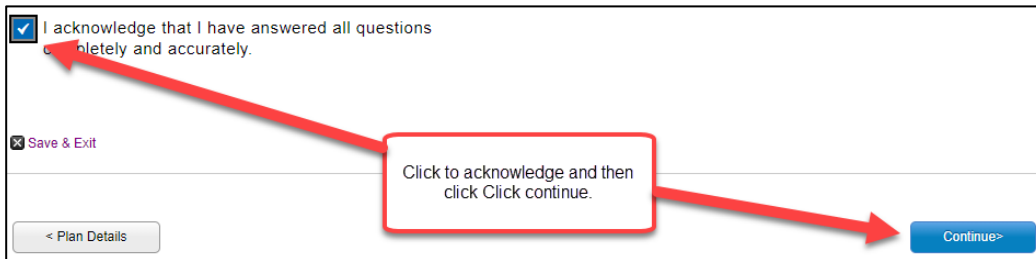 I acknowledge that I have answered all questions
completely and accurately.
Save & Exit
Click to acknowledge and then
click Click continue.
< Plan Details
Continue>